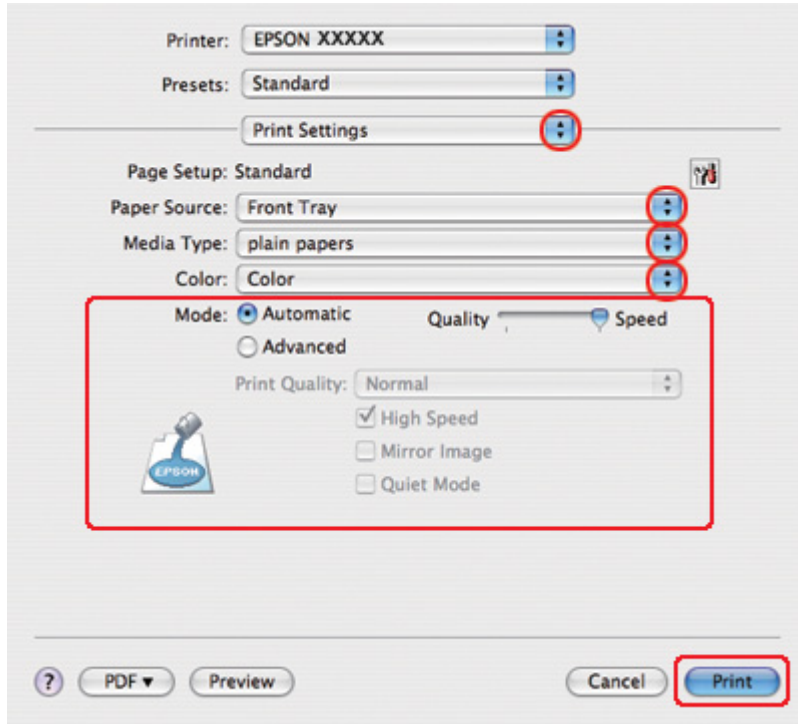 Printer: EPSON XXXXX
Presets: Standard
Print Settings
Page Setup: Standard
Paper Source: Front Tray
Media Type: plain papers
Color: Color
Mode: Automatic Quality Speed
Advanced
Print Quality: Normal
High Speed
Mirror Image
EPSON
Quiet Mode
? PDF Preview Cancel Print